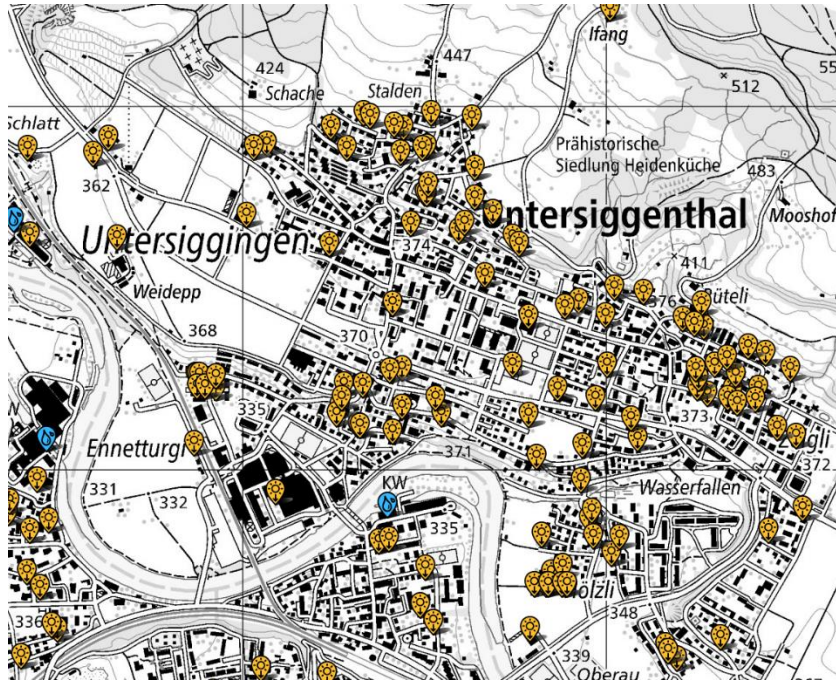 Ifang
447
55
424
512
Stalden
Schache
Schlatt
Prähistorische
Siedlung Heidenküche
362
483
Untersiggenthal
Mooshof
Untersiggingen
374
411
Weidepp
376
368
370
335
373
Ennetturgi
371
372
KW
331
332
Wasserfallen
335
348
336
339
Oberau